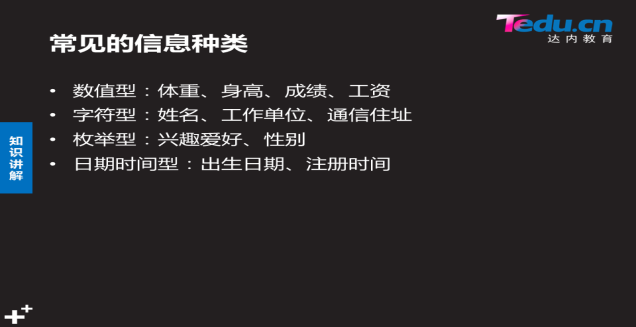 Tedu.cn
达内教育
常见的信息种类
• 数值型：体重、身高、成绩、工资
• 字符型：姓名、工作单位、通信住址
• 枚举型：兴趣爱好、性别
• 日期时间型：出生日期、注册时间
知识讲解